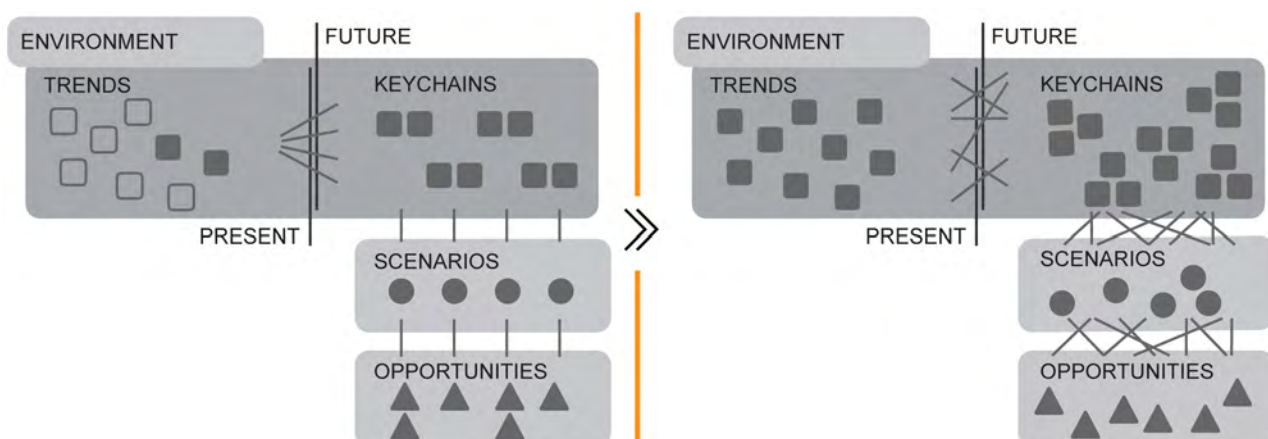 ENVIRONMENT
FUTURE
TRENDS
KEYCHAINS
PRESENT
SCENARIOS
OPPORTUNITIES
ENVIRONMENT
FUTURE
TRENDS
KEYCHAINS
PRESENT
SCENARIOS
OPPORTUNITIES